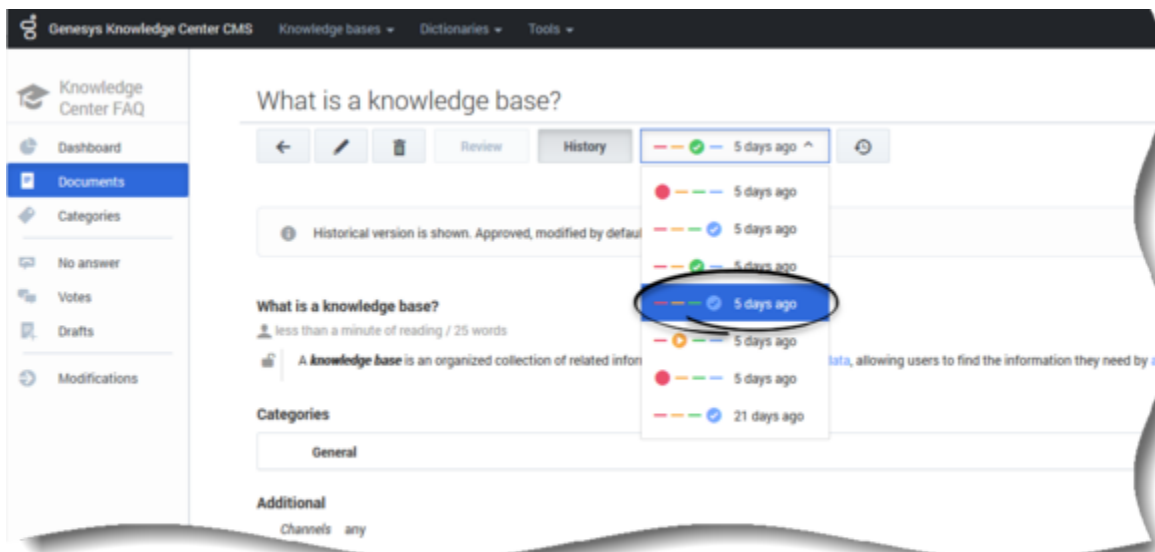 Genesys Knowledge Center CMS Knowledge bases Dictionaries Tools
Knowledge
Center FAQ
What is a knowledge base?
Dashboard
Review History 5 days ago
Documents
5 days ago
Categories
Historical version is shown. Approved, modified by defau
5 days ago
No answer
5 days ago
Votes
What is a knowledge base?
5 days ago
Drafts
less than a minute of reading / 25 words
5 days ago
A knowledge base is an organized collection of related infor
data, allowing users to find the information they need by a
Modifications
5 days ago
Categories
21 days ago
General
Additional
Channels any